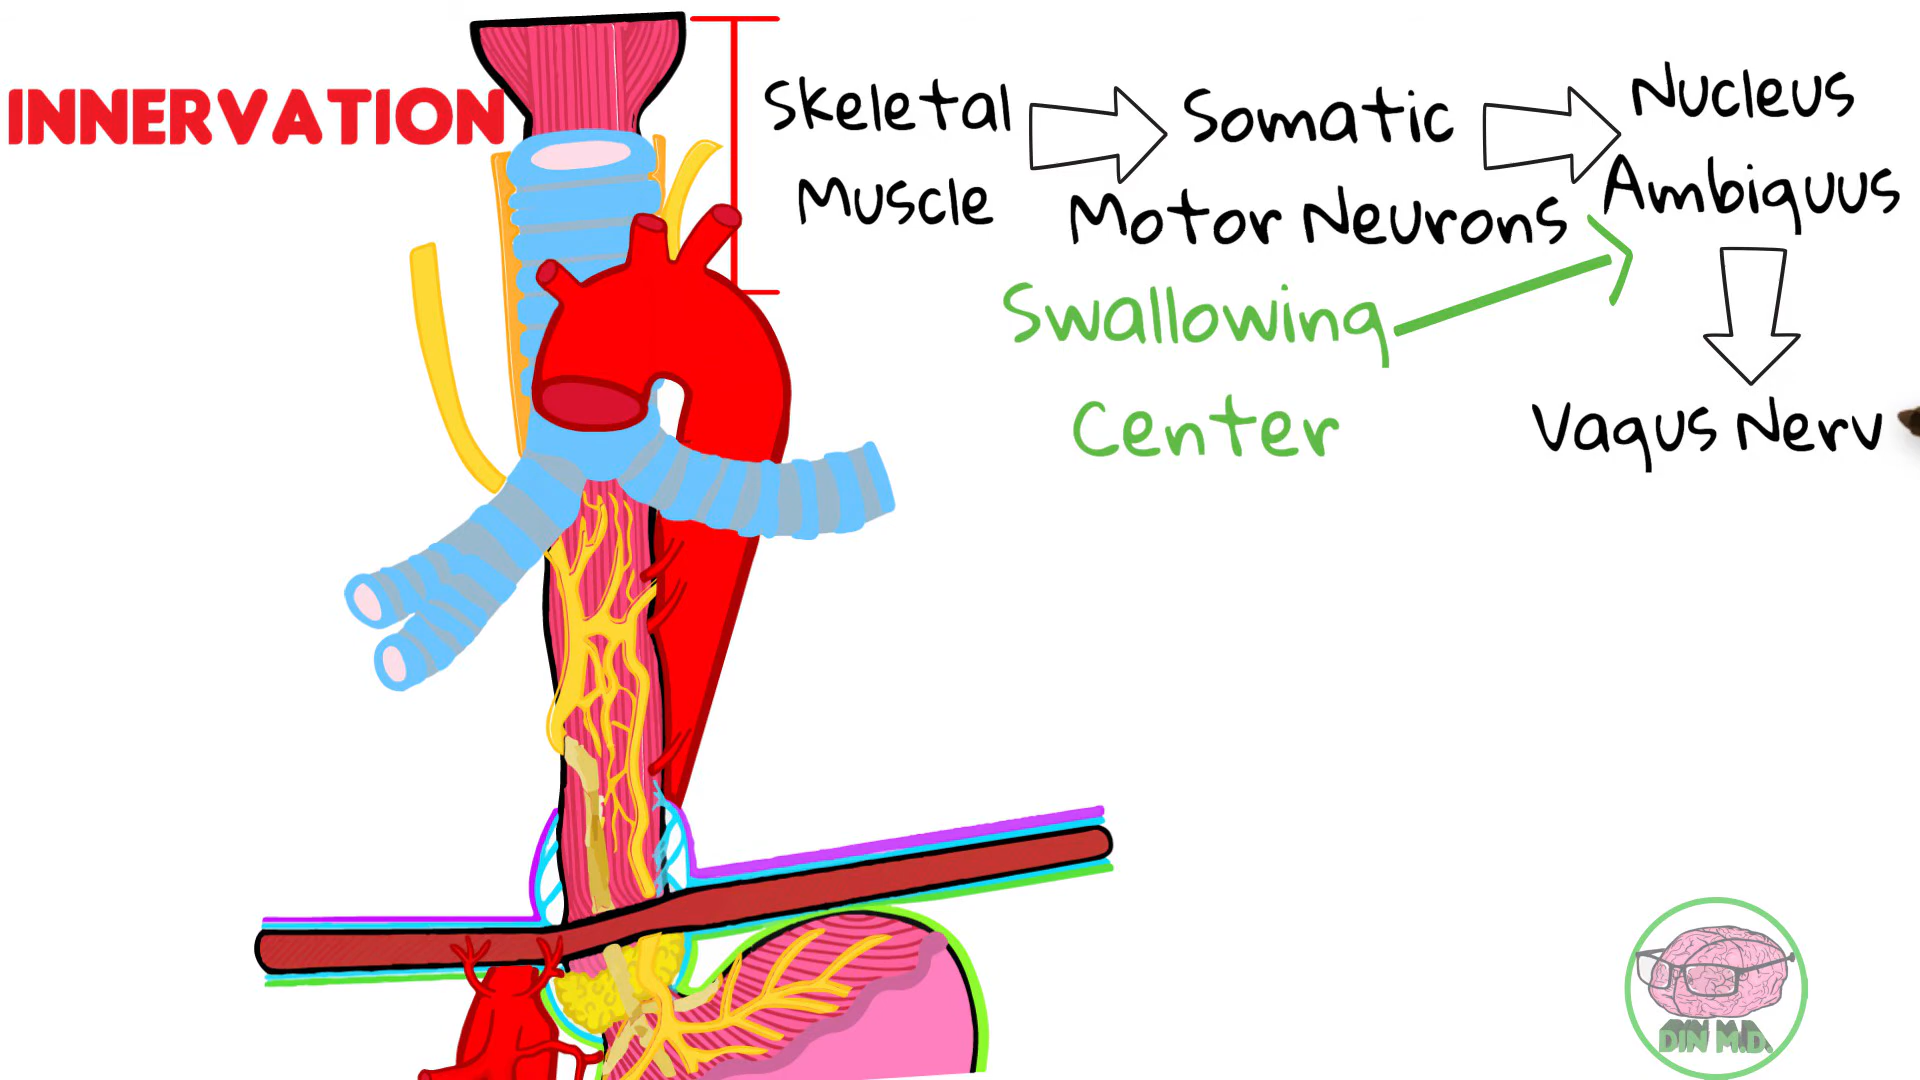 INNERVATION
Skeletal
Muscle
Somatic
Motor Neurons
Nucleus
Ambiguus
Swallowing
Center
Vagus Nerv
DIN M.D.